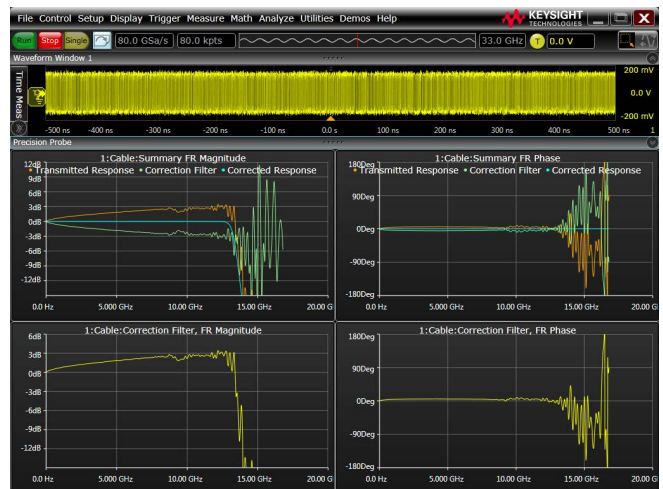 File Control Setup Display Trigger Measure Math Analyze Utilities Demos Help
KEYSIGHT
TECHNOLOGIES
Run Stop Single 80.0 GSa/s 80.0 kpts 33.0 GHz T 0.0 V
Waveform Window 1
Time Meas
200 mV
0.0 V
-200 mV
-500 ns -400 ns -300 ns -200 ns -100 ns 0.0 s 100 ns 200 ns 300 ns 400 ns 500 ns 1
Precision Probe
1:Cable:Summary FR Magnitude
Transmitted Response • Correction Filter • Corrected Response
12dB
9dB
6dB
3dB
0dB
-3dB
-6dB
-9dB
-12dB
0.0 Hz 5.000 GHz 10.00 GHz 15.00 GHz 20.00 G
1:Cable:Summary FR Phase
Transmitted Response • Correction Filter • Corrected Response
180Deg
90Deg
0Deg
-90Deg
-180Deg
0.0 Hz 5.000 GHz 10.00 GHz 15.00 GHz 20.00 G
1:Cable:Correction Filter, FR Magnitude
6dB
3dB
0dB
-3dB
-6dB
-9dB
-12dB
0.0 Hz 5.000 GHz 10.00 GHz 15.00 GHz 20.00 G
1:Cable:Correction Filter, FR Phase
180Deg
90Deg
0Deg
-90Deg
-180Deg
0.0 Hz 5.000 GHz 10.00 GHz 15.00 GHz 20.00 G